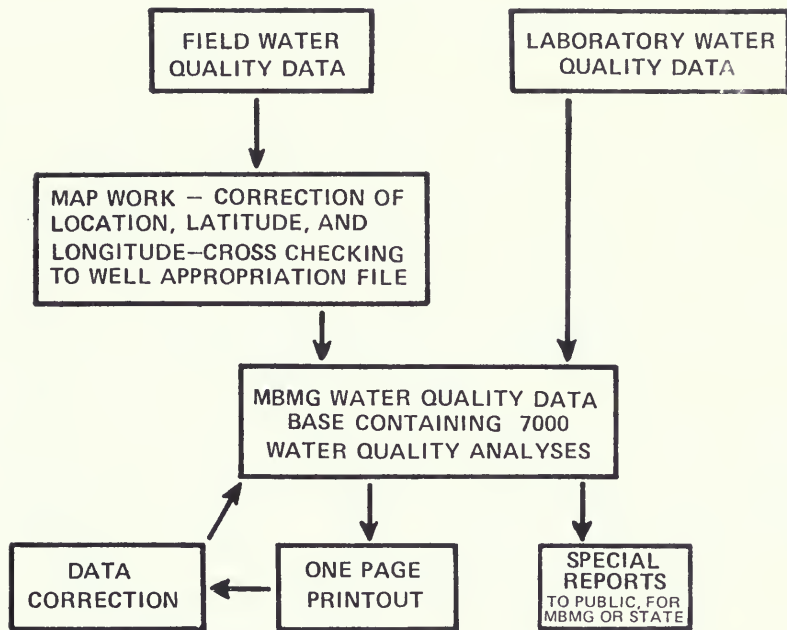 FIELD WATER
QUALITY DATA
LABORATORY WATER
QUALITY DATA
MAP WORK — CORRECTION OF
LOCATION, LATITUDE, AND
LONGITUDE—CROSS CHECKING
TO WELL APPROPRIATION FILE
MBMG WATER QUALITY DATA
BASE CONTAINING 7000
WATER QUALITY ANALYSES
DATA
CORRECTION
ONE PAGE
PRINTOUT
SPECIAL
REPORTS
TO PUBLIC, FOR
MBMG OR STATE